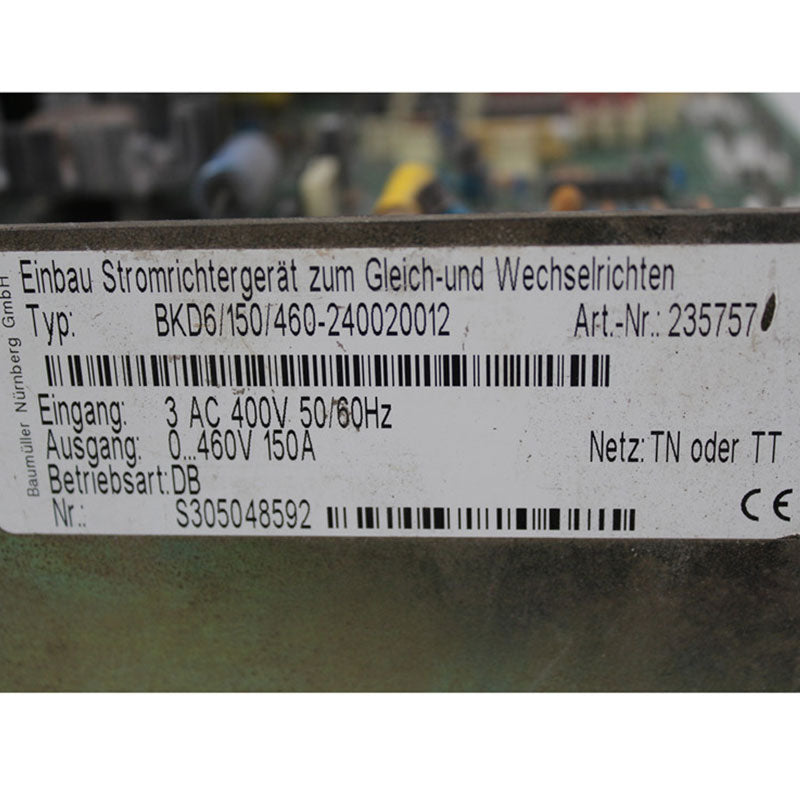 Einbau Stromrichtergerät zum Gleich-und Wechselrichten
Typ: BKD6/150/460-240020012 Art.-Nr.: 235757
Eingang: 3 AC 400V 50/60Hz
Ausgang: 0...460V 150A Netz: TN oder TT
Betriebsart:DB
Nr.: S305048592 CE
Baumüller Nürnberg GmbH